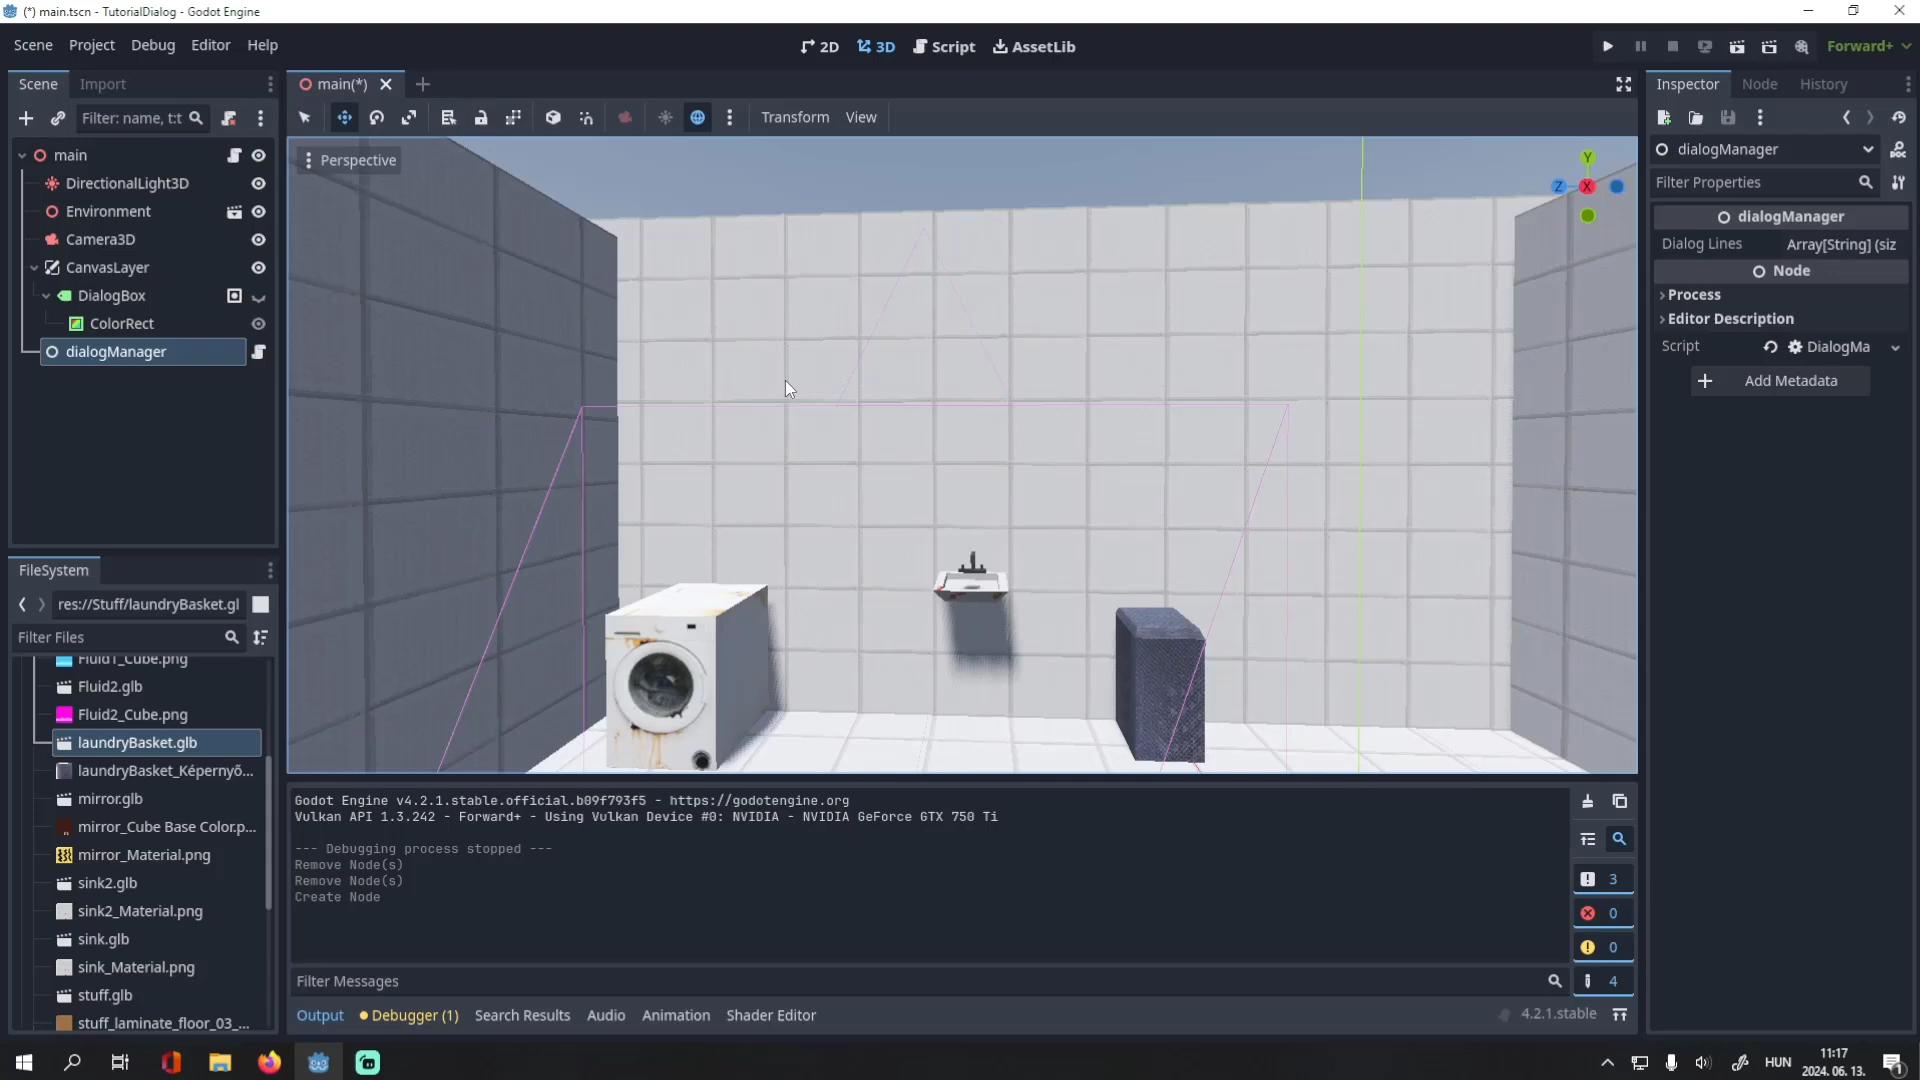 (*) main.tscn - TutorialDialog - Godot Engine
Scene Project Debug Editor Help
2D 3D Script AssetLib
Forward+
Scene Import
main(*)
Inspector Node History
Filter: name, t:t
Transform View
main
DirectionalLight3D
Environment
Camera3D
CanvasLayer
DialogBox
ColorRect
dialogManager
Perspective
Y
Z X
dialogManager
Filter Properties
dialogManager
Dialog Lines Array[String] (siz
Node
Process
Editor Description
Script DialogMa
Add Metadata
FileSystem
res://Stuff/laundryBasket.gl
Filter Files
Fluid1_Cube.png
Fluid2.glb
Fluid2_Cube.png
laundryBasket.glb
laundryBasket_Képernyő...
mirror.glb
mirror_Cube Base Color.p...
mirror_Material.png
sink2.glb
sink2_Material.png
sink.glb
sink_Material.png
stuff.glb
stuff_laminate_floor_03_...
Godot Engine v4.2.1.stable.official.b09f793f5 - https://godotengine.org
Vulkan API 1.3.242 - Forward+ - Using Vulkan Device #0: NVIDIA - NVIDIA GeForce GTX 750 Ti
--- Debugging process stopped ---
Remove Node(s)
Remove Node(s)
Create Node
3
0
0
4
Filter Messages
Output Debugger (1) Search Results Audio Animation Shader Editor
4.2.1.stable
HUN
11:17
2024. 06. 13.
1